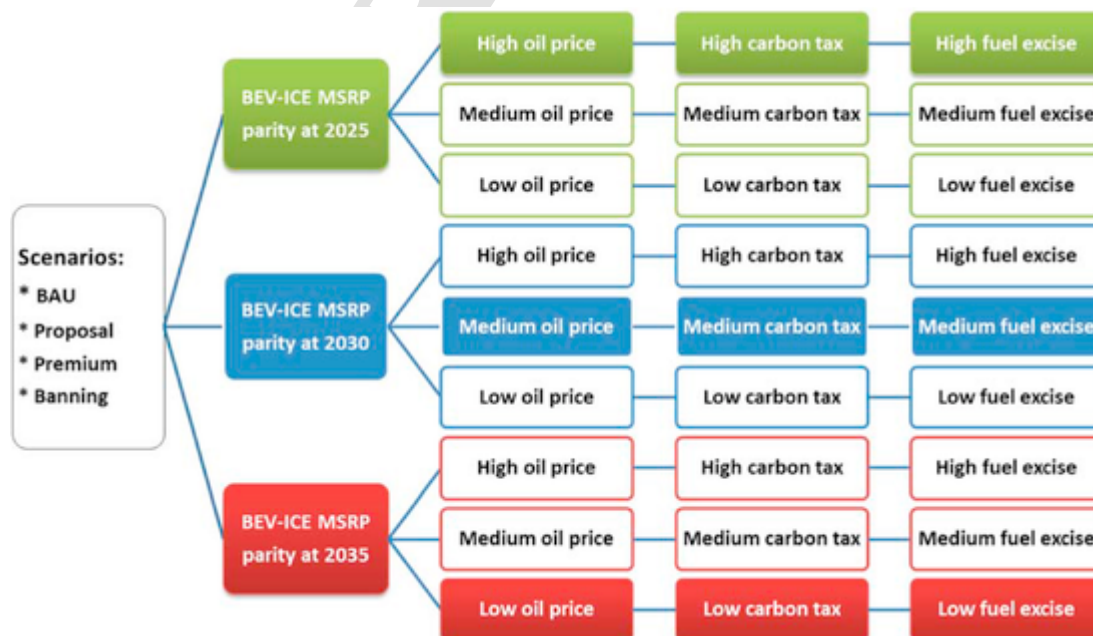 High oil price High carbon tax High fuel excise
BEV-ICE MSRP
parity at 2025
Medium oil price Medium carbon tax Medium fuel excise
Low oil price Low carbon tax Low fuel excise
Scenarios:
* BAU
* Proposal
* Premium
* Banning
High oil price High carbon tax High fuel excise
BEV-ICE MSRP
parity at 2030
Medium oil price Medium carbon tax Medium fuel excise
Low oil price Low carbon tax Low fuel excise
High oil price High carbon tax High fuel excise
BEV-ICE MSRP
parity at 2035
Medium oil price Medium carbon tax Medium fuel excise
Low oil price Low carbon tax Low fuel excise